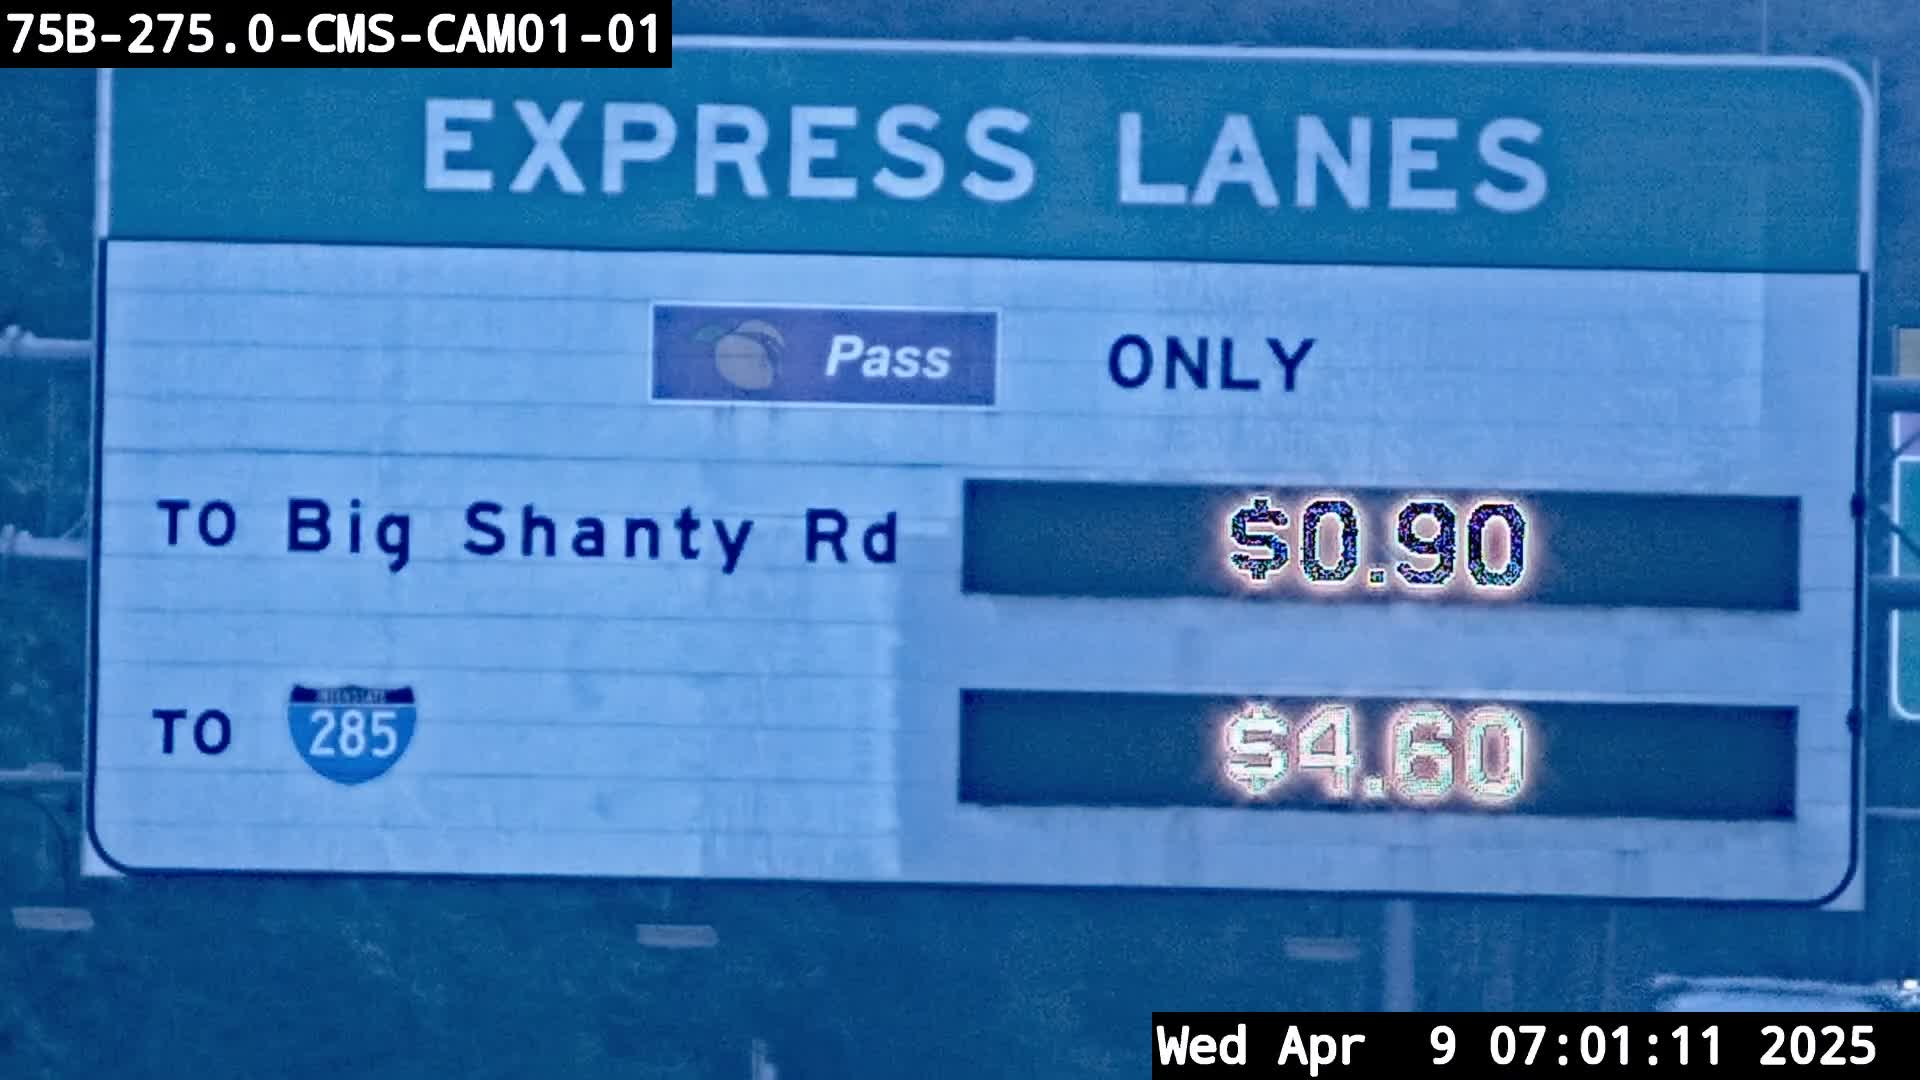 75B-275.0-CMS-CAM01-01
EXPRESS LANES
Pass ONLY
TO Big Shanty Rd $0.90
INTERSTATE
TO 285 $4.60
Wed Apr 9 07:01:11 2025